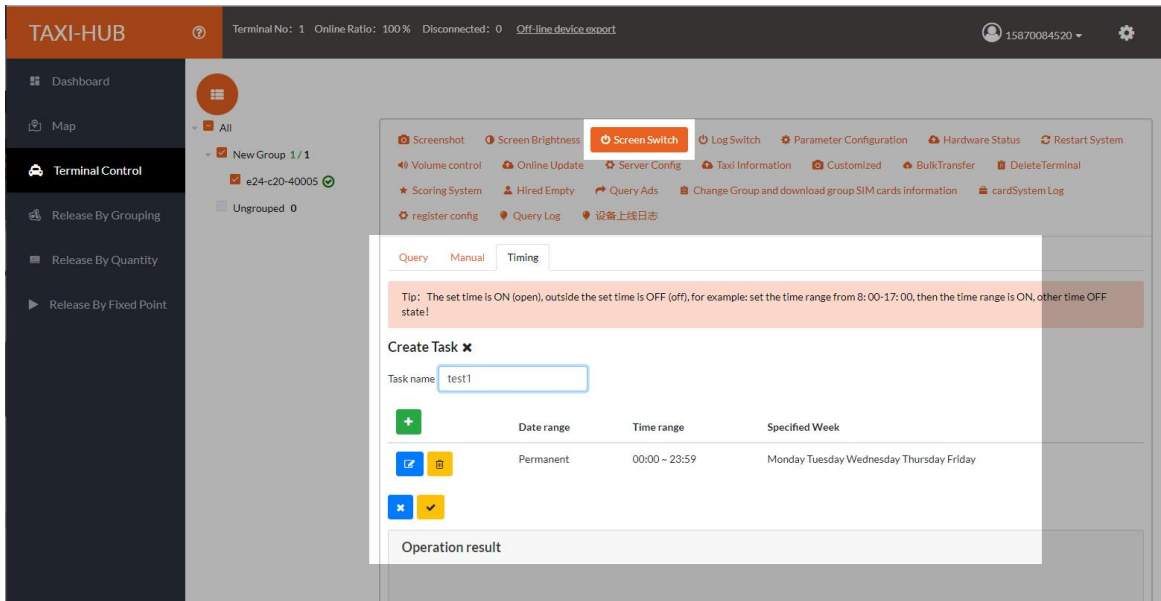 TAXI-HUB
Terminal No: 1 Online Ratio: 100% Disconnected: 0 Off-line device export
15870084520
Dashboard
Map
Terminal Control
Release By Grouping
Release By Quantity
Release By Fixed Point
All
New Group 1/1
e24-c20-40005
Ungrouped 0
Screenshot Screen Brightness Screen Switch Log Switch Parameter Configuration Hardware Status Restart System
Volume control Online Update Server Config Taxi Information Customized BulkTransfer DeleteTerminal
Scoring System Hired Empty Query Ads Change Group and download group SIM cards information cardSystem Log
register config Query Log 设备上线日志
Query Manual Timing
Tip: The set time is ON (open), outside the set time is OFF (off), for example: set the time range from 8:00-17:00, then the time range is ON, other time OFF
state!
Create Task
Task name test1
Date range Time range Specified Week
Permanent 00:00 ~ 23:59 Monday Tuesday Wednesday Thursday Friday
Operation result